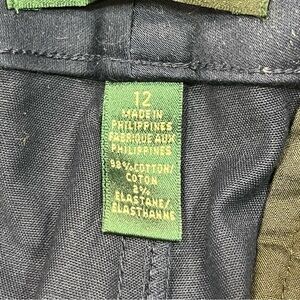 12
MADE IN
PHILIPPINES
FABRIQUE AUX
PHILIPPINES
98% COTTON/
COTON
2%
ELASTANE/
ELASTHANNE